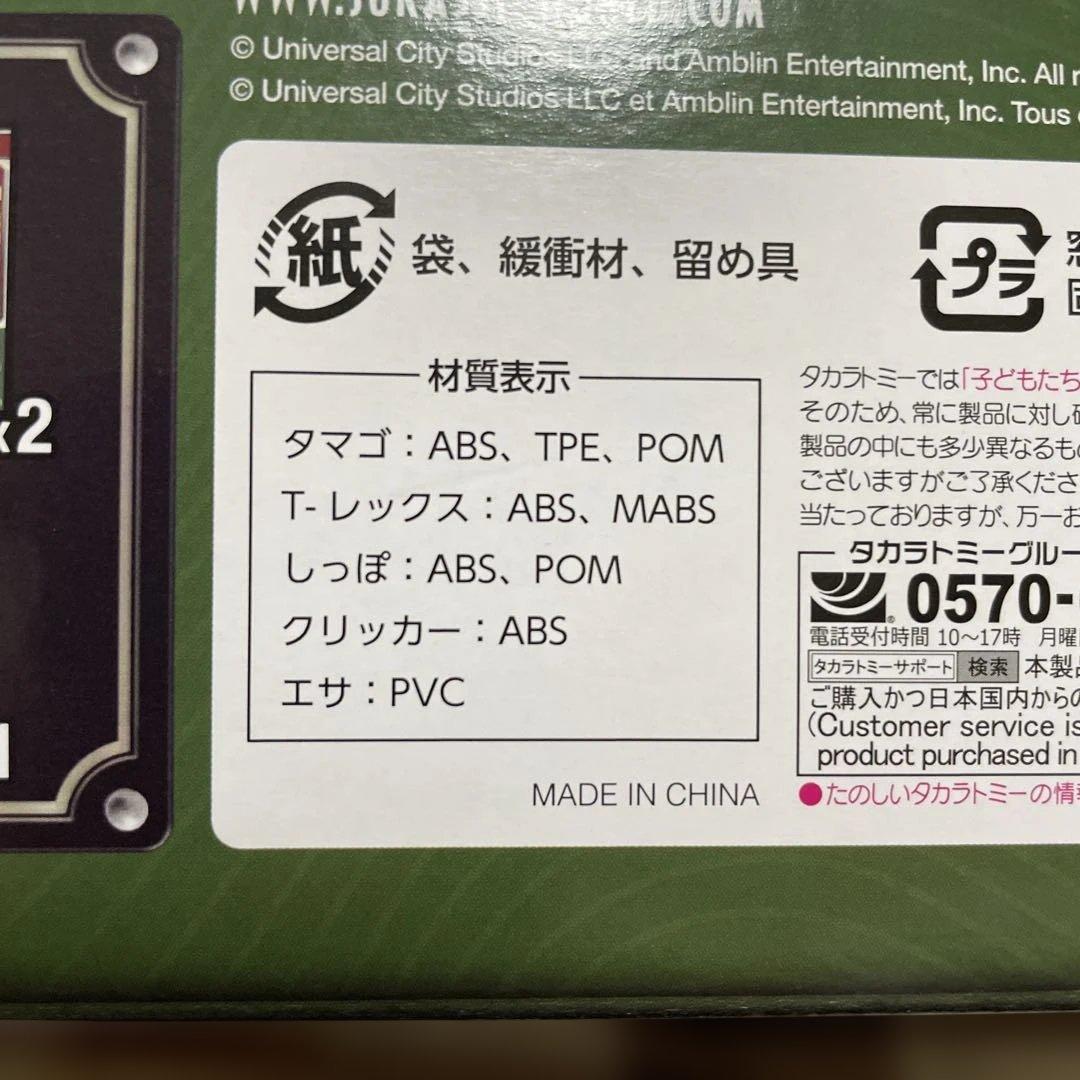 © Universal City Studios LLC and Amblin Entertainment, Inc. All
© Universal City Studios LLC et Amblin Entertainment, Inc. Tous
紙
袋、緩衝材、留め具
プラ
x2
材質表示
タマゴ：ABS、TPE、POM
T-レックス：ABS、MABS
しっぽ：ABS、POM
クリッカー：ABS
エサ：PVC
MADE IN CHINA
タカラトミーでは「子どもたち
そのため、常に製品に対し
製品の中にも多少異なるも
ございますがご了承くださ
当たっておりますが、万一お
タカラトミーグルー
0570-
電話受付時間 10～17時 月曜
タカラトミーサポート 検索 本製
ご購入かつ日本国内からの
(Customer service is
product purchased in
●たのしいタカラトミーの情